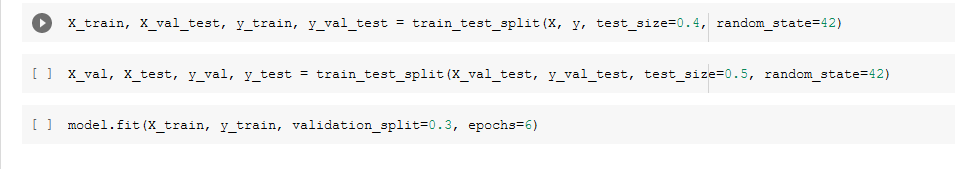 X_train, X_val_test, y_train, y_val_test = train_test_split(X, y, test_size=0.4, random_state=42)
[ ] X_val, X_test, y_val, y_test = train_test_split(X_val_test, y_val_test, test_size=0.5, random_state=42)
[ ] model.fit(X_train, y_train, validation_split=0.3, epochs=6)